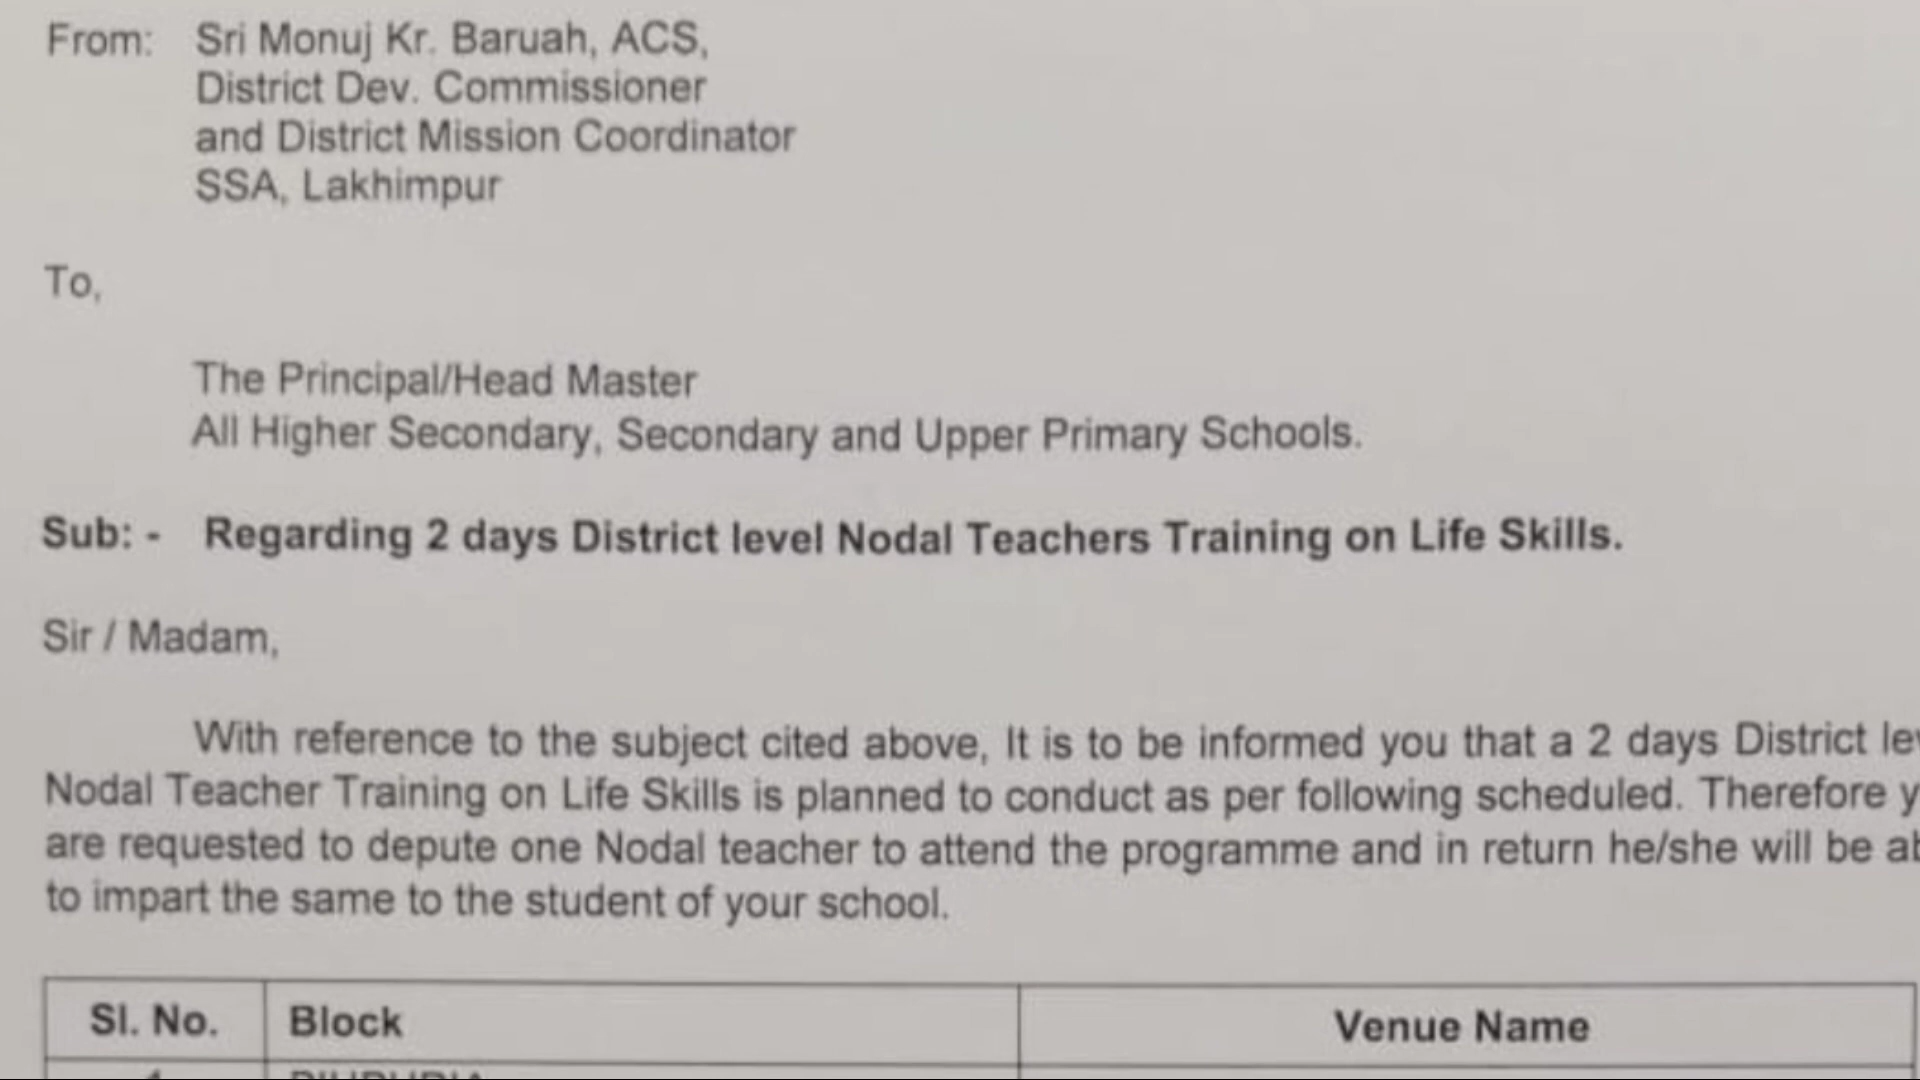 From: Sri Monuj Kr. Baruah, ACS,
District Dev. Commissioner
and District Mission Coordinator
SSA, Lakhimpur
To,
The Principal/Head Master
All Higher Secondary, Secondary and Upper Primary Schools.
Sub: - Regarding 2 days District level Nodal Teachers Training on Life Skills.
Sir / Madam,
With reference to the subject cited above, It is to be informed you that a 2 days District
Nodal Teacher Training on Life Skills is planned to conduct as per following scheduled. Therefore
are requested to depute one Nodal teacher to attend the programme and in return he/she will be
to impart the same to the student of your school.
Sl. No. Block Venue Name